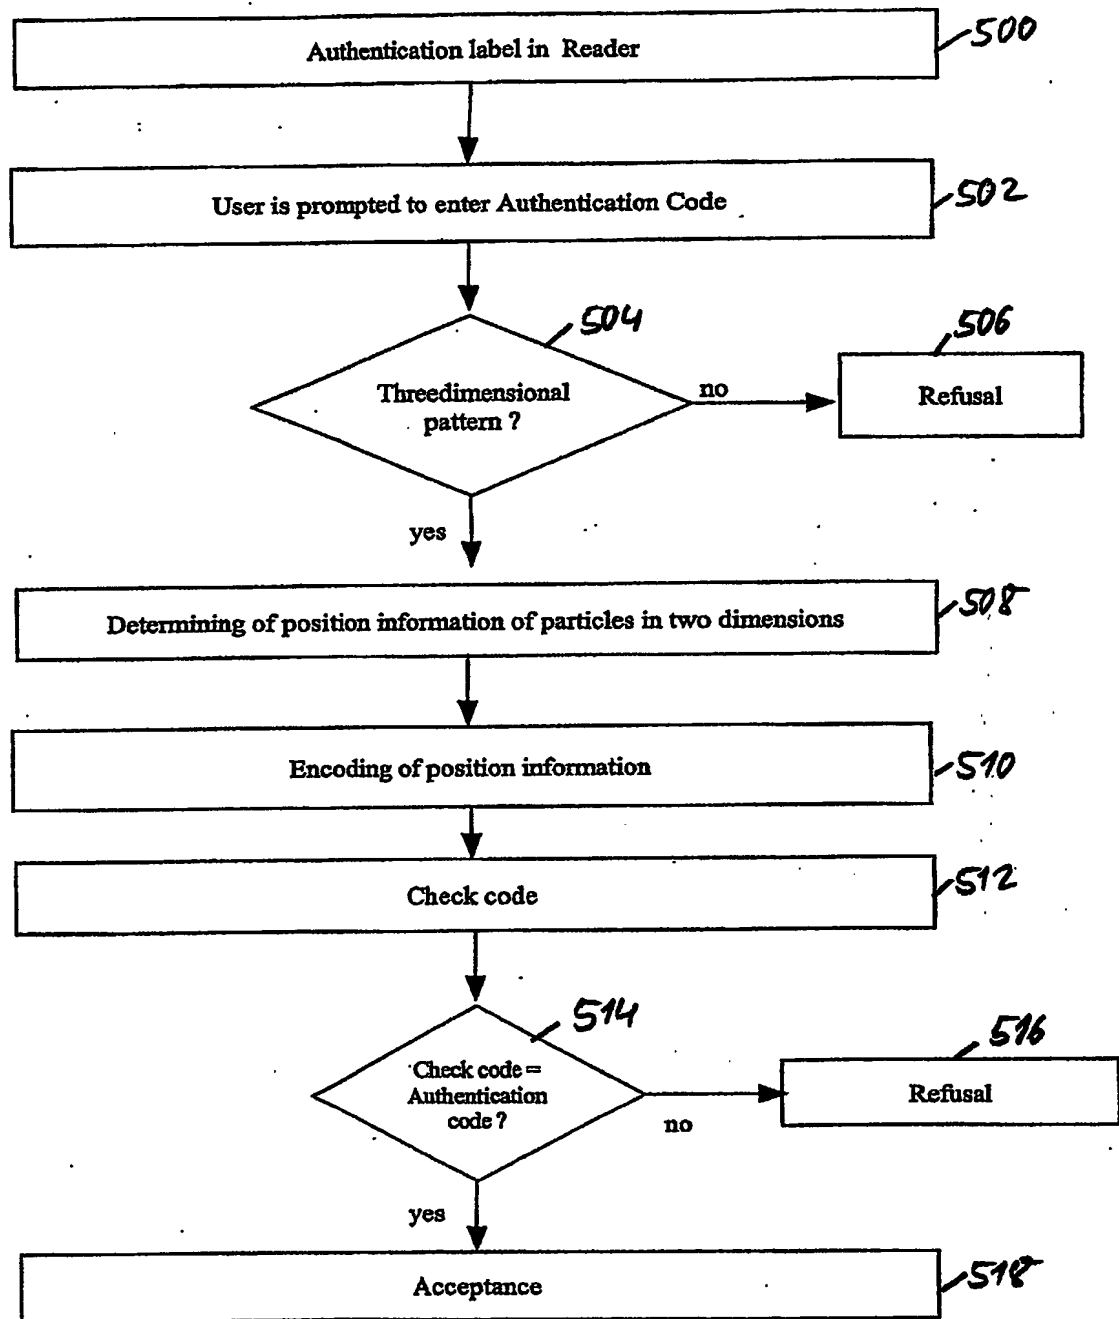 Authentication label in Reader
500
User is prompted to enter Authentication Code
502
504
506
Threedimensional
pattern ?
no
Refusal
yes
Determining of position information of particles in two dimensions
508
Encoding of position information
510
Check code
512
514
516
Check code =
Authentication
code ?
no
Refusal
yes
Acceptance
518